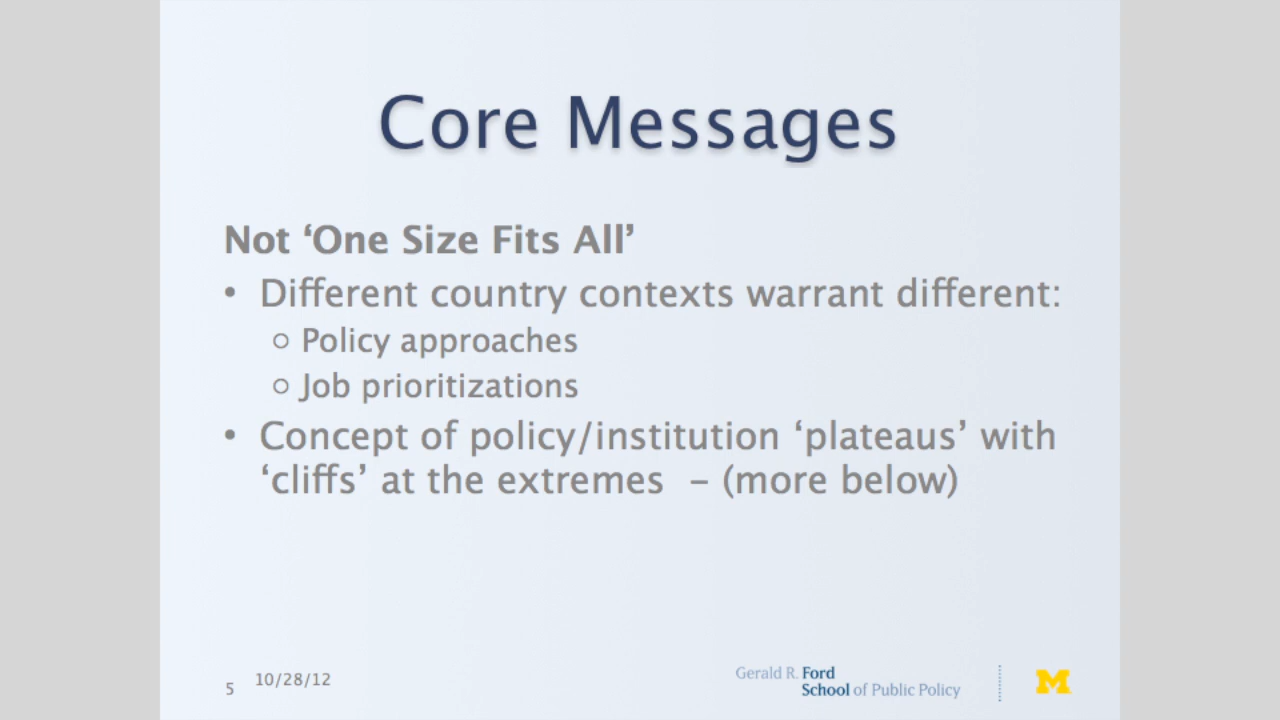 Core Messages
Not ‘One Size Fits All’
• Different country contexts warrant different:
○ Policy approaches
○ Job prioritizations
• Concept of policy/institution ‘plateaus’ with
‘cliffs’ at the extremes – (more below)
5 10/28/12
Gerald R. Ford
School of Public Policy
M